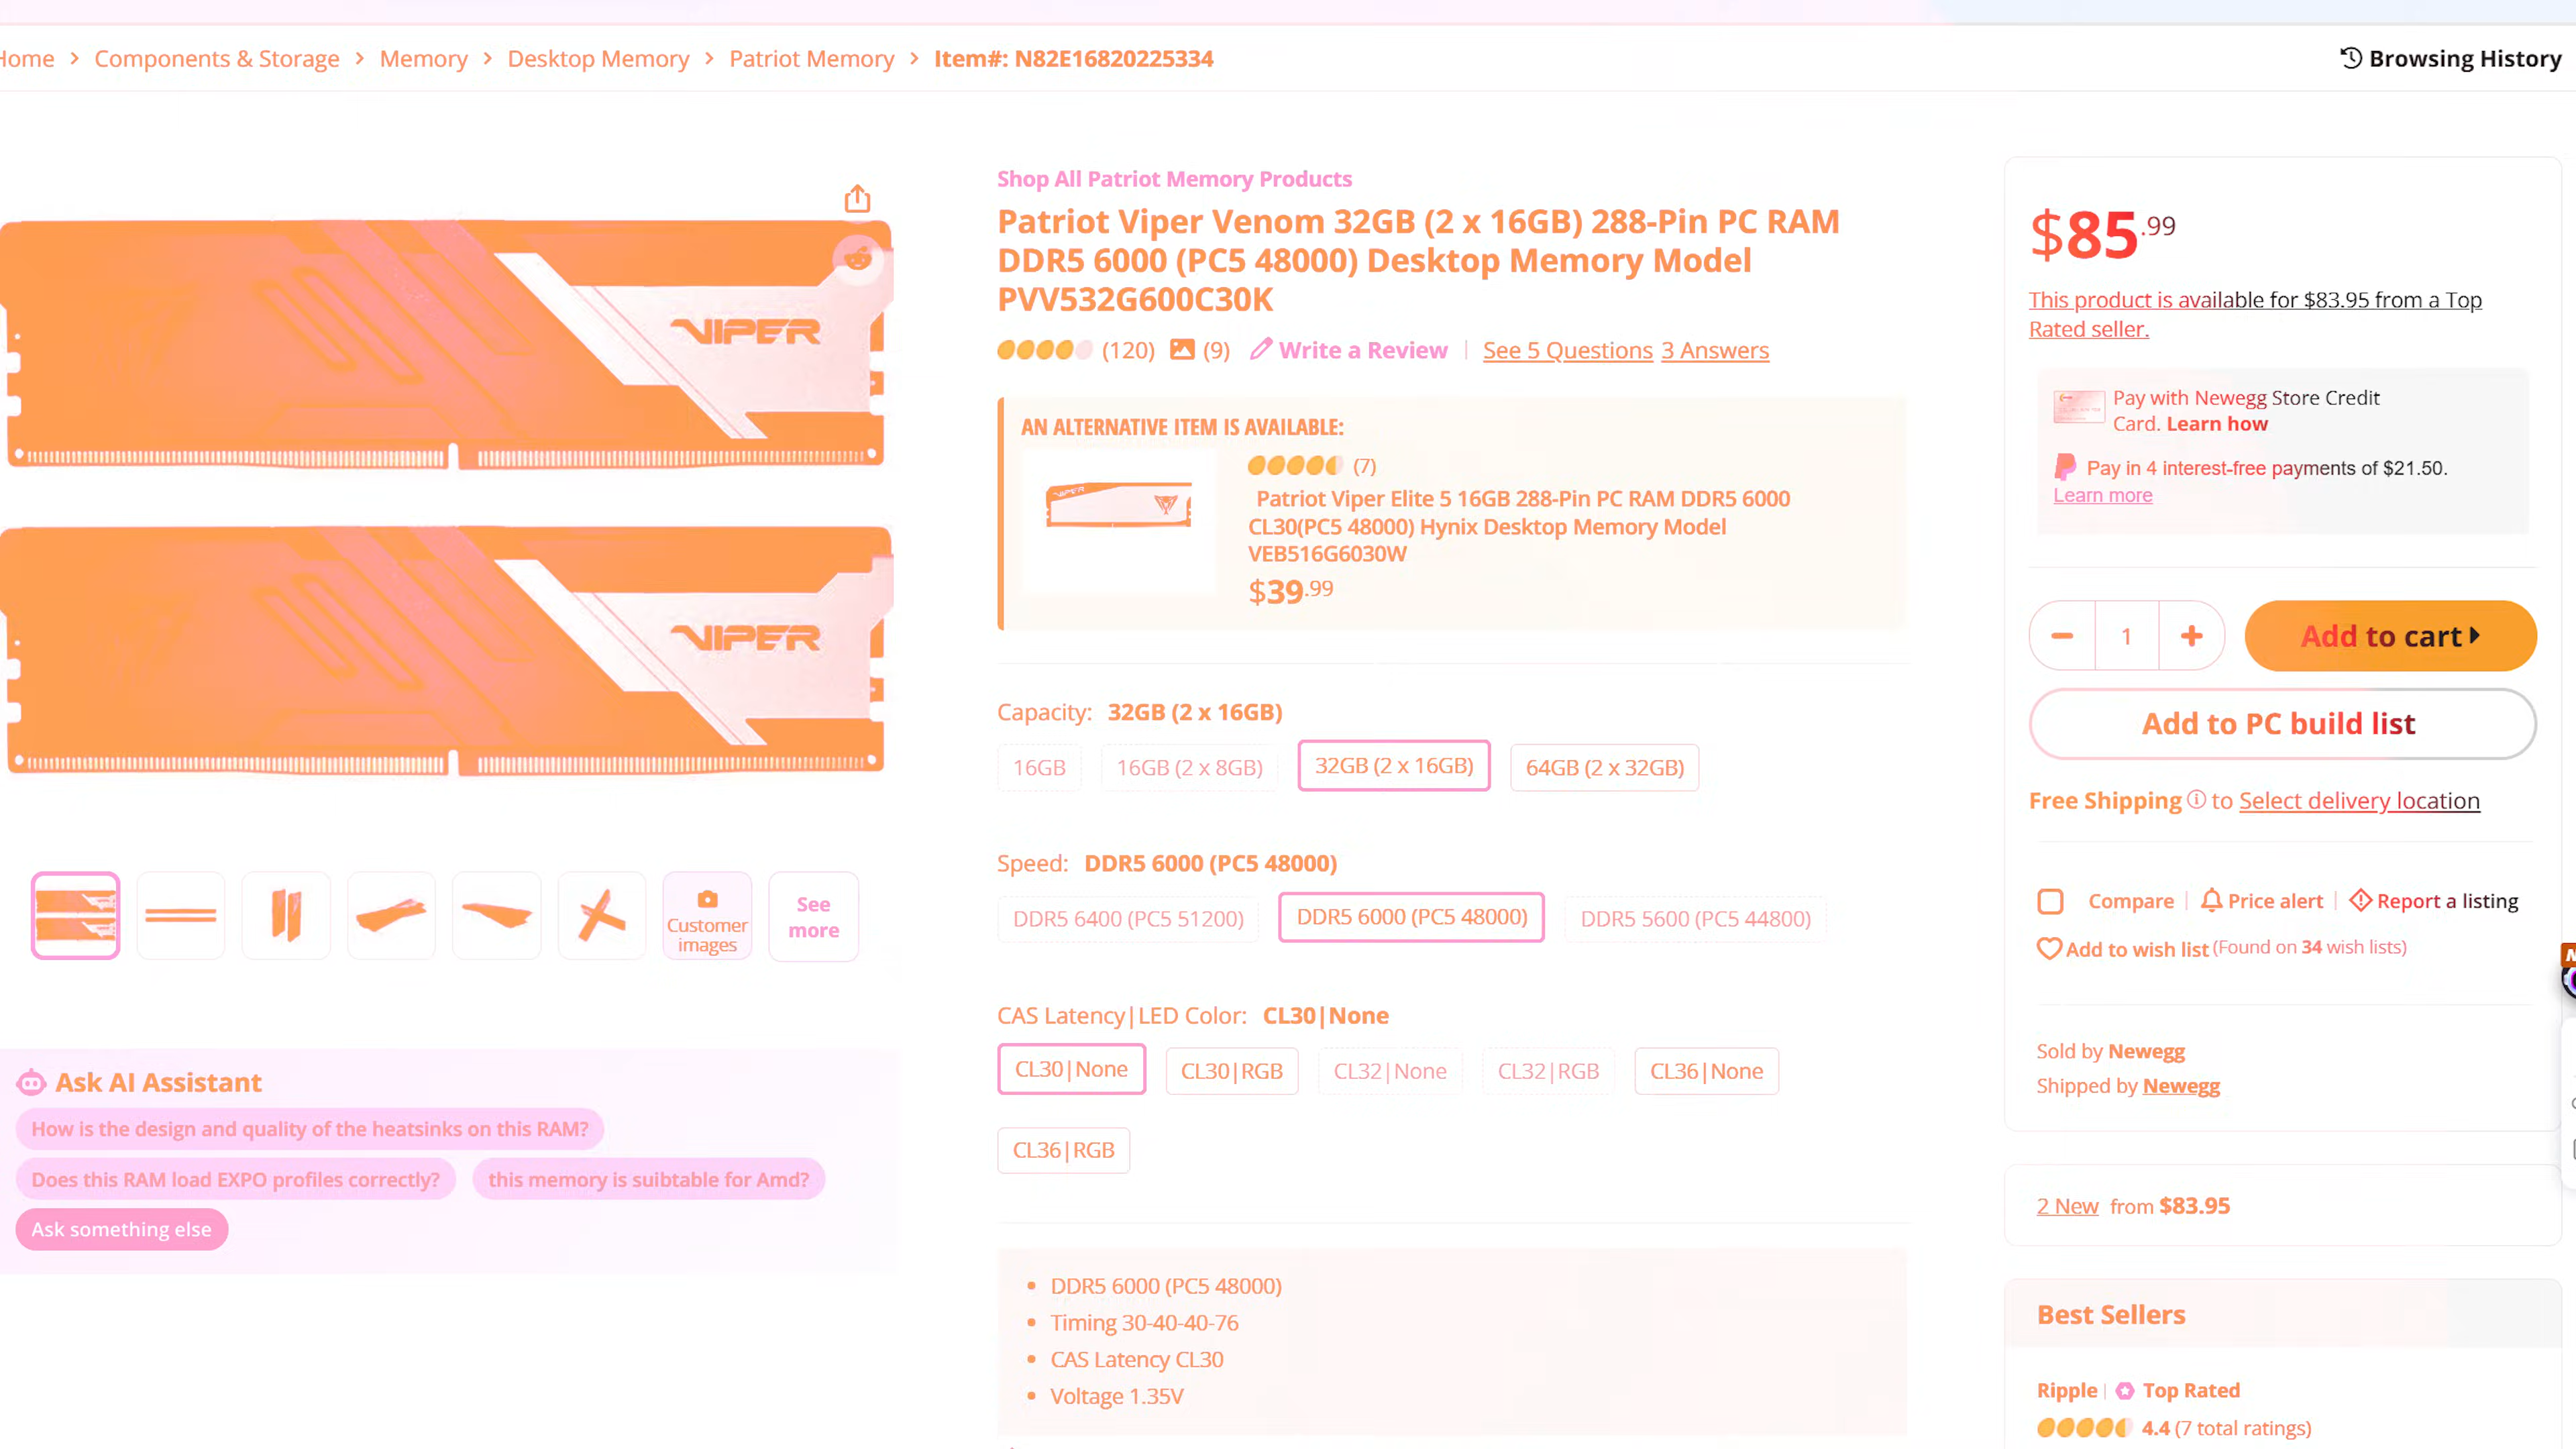 Home > Components & Storage > Memory > Desktop Memory > Patriot Memory > Item#: N82E16820225334
Browsing History
VIPER
VIPER
Customer
images
See
more
Ask AI Assistant
How is the design and quality of the heatsinks on this RAM?
Does this RAM load EXPO profiles correctly?
this memory is suibtable for Amd?
Ask something else
Shop All Patriot Memory Products
Patriot Viper Venom 32GB (2 x 16GB) 288-Pin PC RAM
DDR5 6000 (PC5 48000) Desktop Memory Model
PVV532G600C30K
(120) (9) Write a Review | See 5 Questions 3 Answers
AN ALTERNATIVE ITEM IS AVAILABLE:
(7)
Patriot Viper Elite 5 16GB 288-Pin PC RAM DDR5 6000
CL30(PC5 48000) Hynix Desktop Memory Model
VEB516G6030W
$39.99
Capacity: 32GB (2 x 16GB)
16GB 16GB (2 x 8GB) 32GB (2 x 16GB) 64GB (2 x 32GB)
Speed: DDR5 6000 (PC5 48000)
DDR5 6400 (PC5 51200) DDR5 6000 (PC5 48000) DDR5 5600 (PC5 44800)
CAS Latency|LED Color: CL30|None
CL30|None CL30|RGB CL32|None CL32|RGB CL36|None
CL36|RGB
• DDR5 6000 (PC5 48000)
• Timing 30-40-40-76
• CAS Latency CL30
• Voltage 1.35V
$85.99
This product is available for $83.95 from a Top
Rated seller.
Pay with Newegg Store Credit
Card. Learn how
Pay in 4 interest-free payments of $21.50.
Learn more
1
Add to cart
Add to PC build list
Free Shipping to Select delivery location
Compare | Price alert | Report a listing
Add to wish list (Found on 34 wish lists)
Sold by Newegg
Shipped by Newegg
2 New from $83.95
Best Sellers
Ripple | Top Rated
4.4 (7 total ratings)